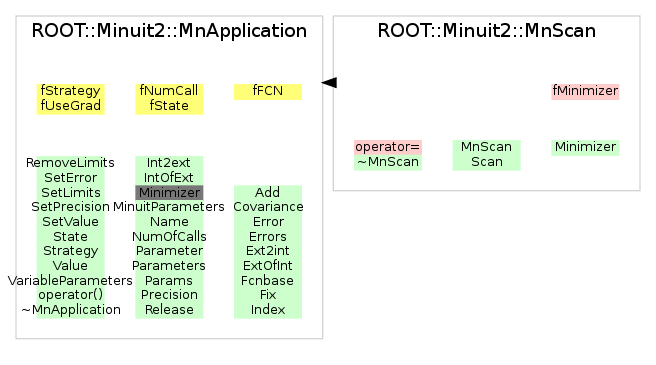 ROOT::Minuit2::MnApplication
fStrategy fNumCall fFCN
fUseGrad fState
RemoveLimits Int2ext
SetError IntOfExt
SetLimits Minimizer Add
SetPrecision MinuitParameters Covariance
SetValue Name Error
State NumOfCalls Errors
Strategy Parameter Ext2int
Value Parameters ExtOfInt
VariableParameters Params Fcnbase
operator() Precision Fix
~MnApplication Release Index
ROOT::Minuit2::MnScan
fMinimizer
operator= MnScan Minimizer
~MnScan Scan